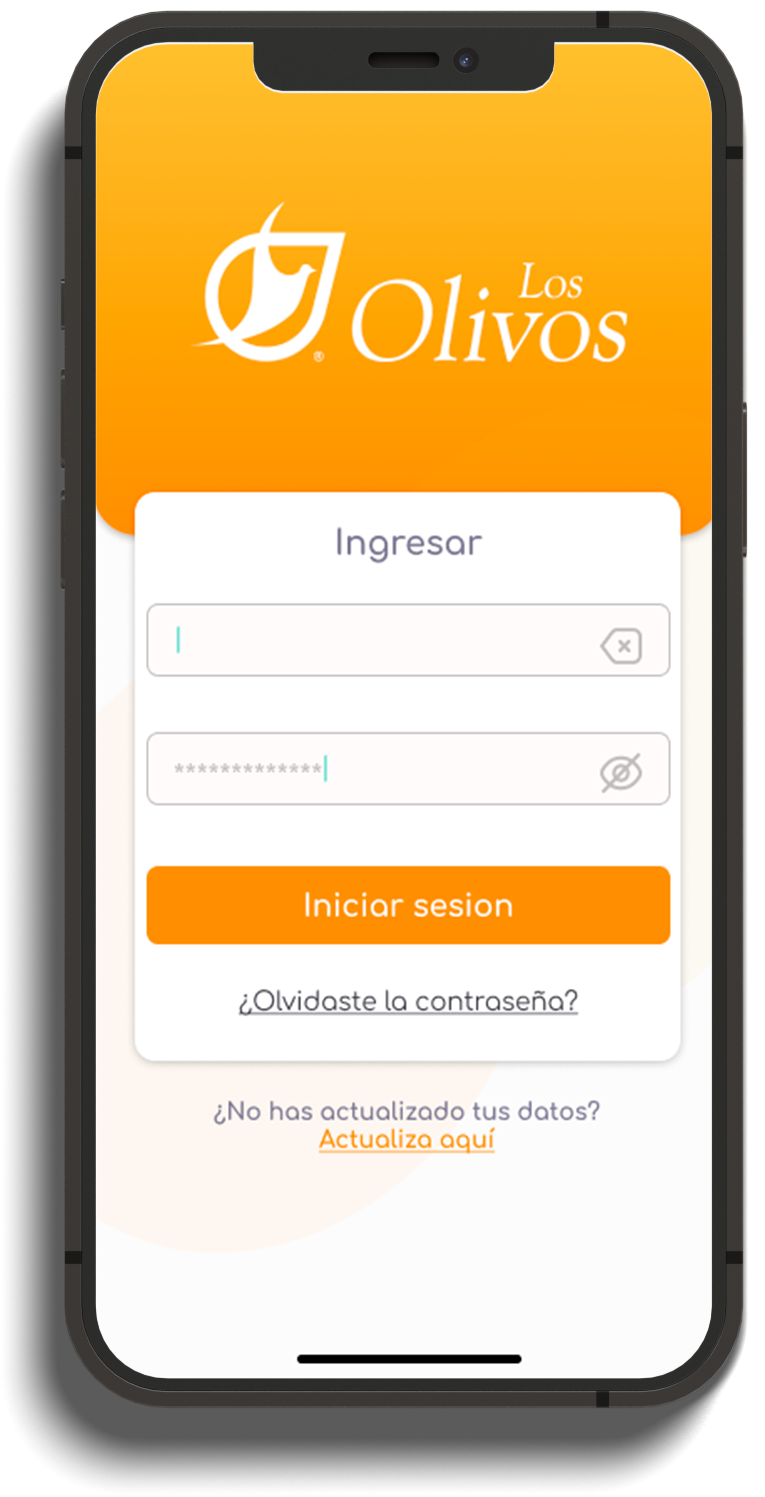 Los
Olivos
®
Ingresar
*************
Iniciar sesion
¿Olvidaste la contraseña?
¿No has actualizado tus datos?
Actualiza aquí